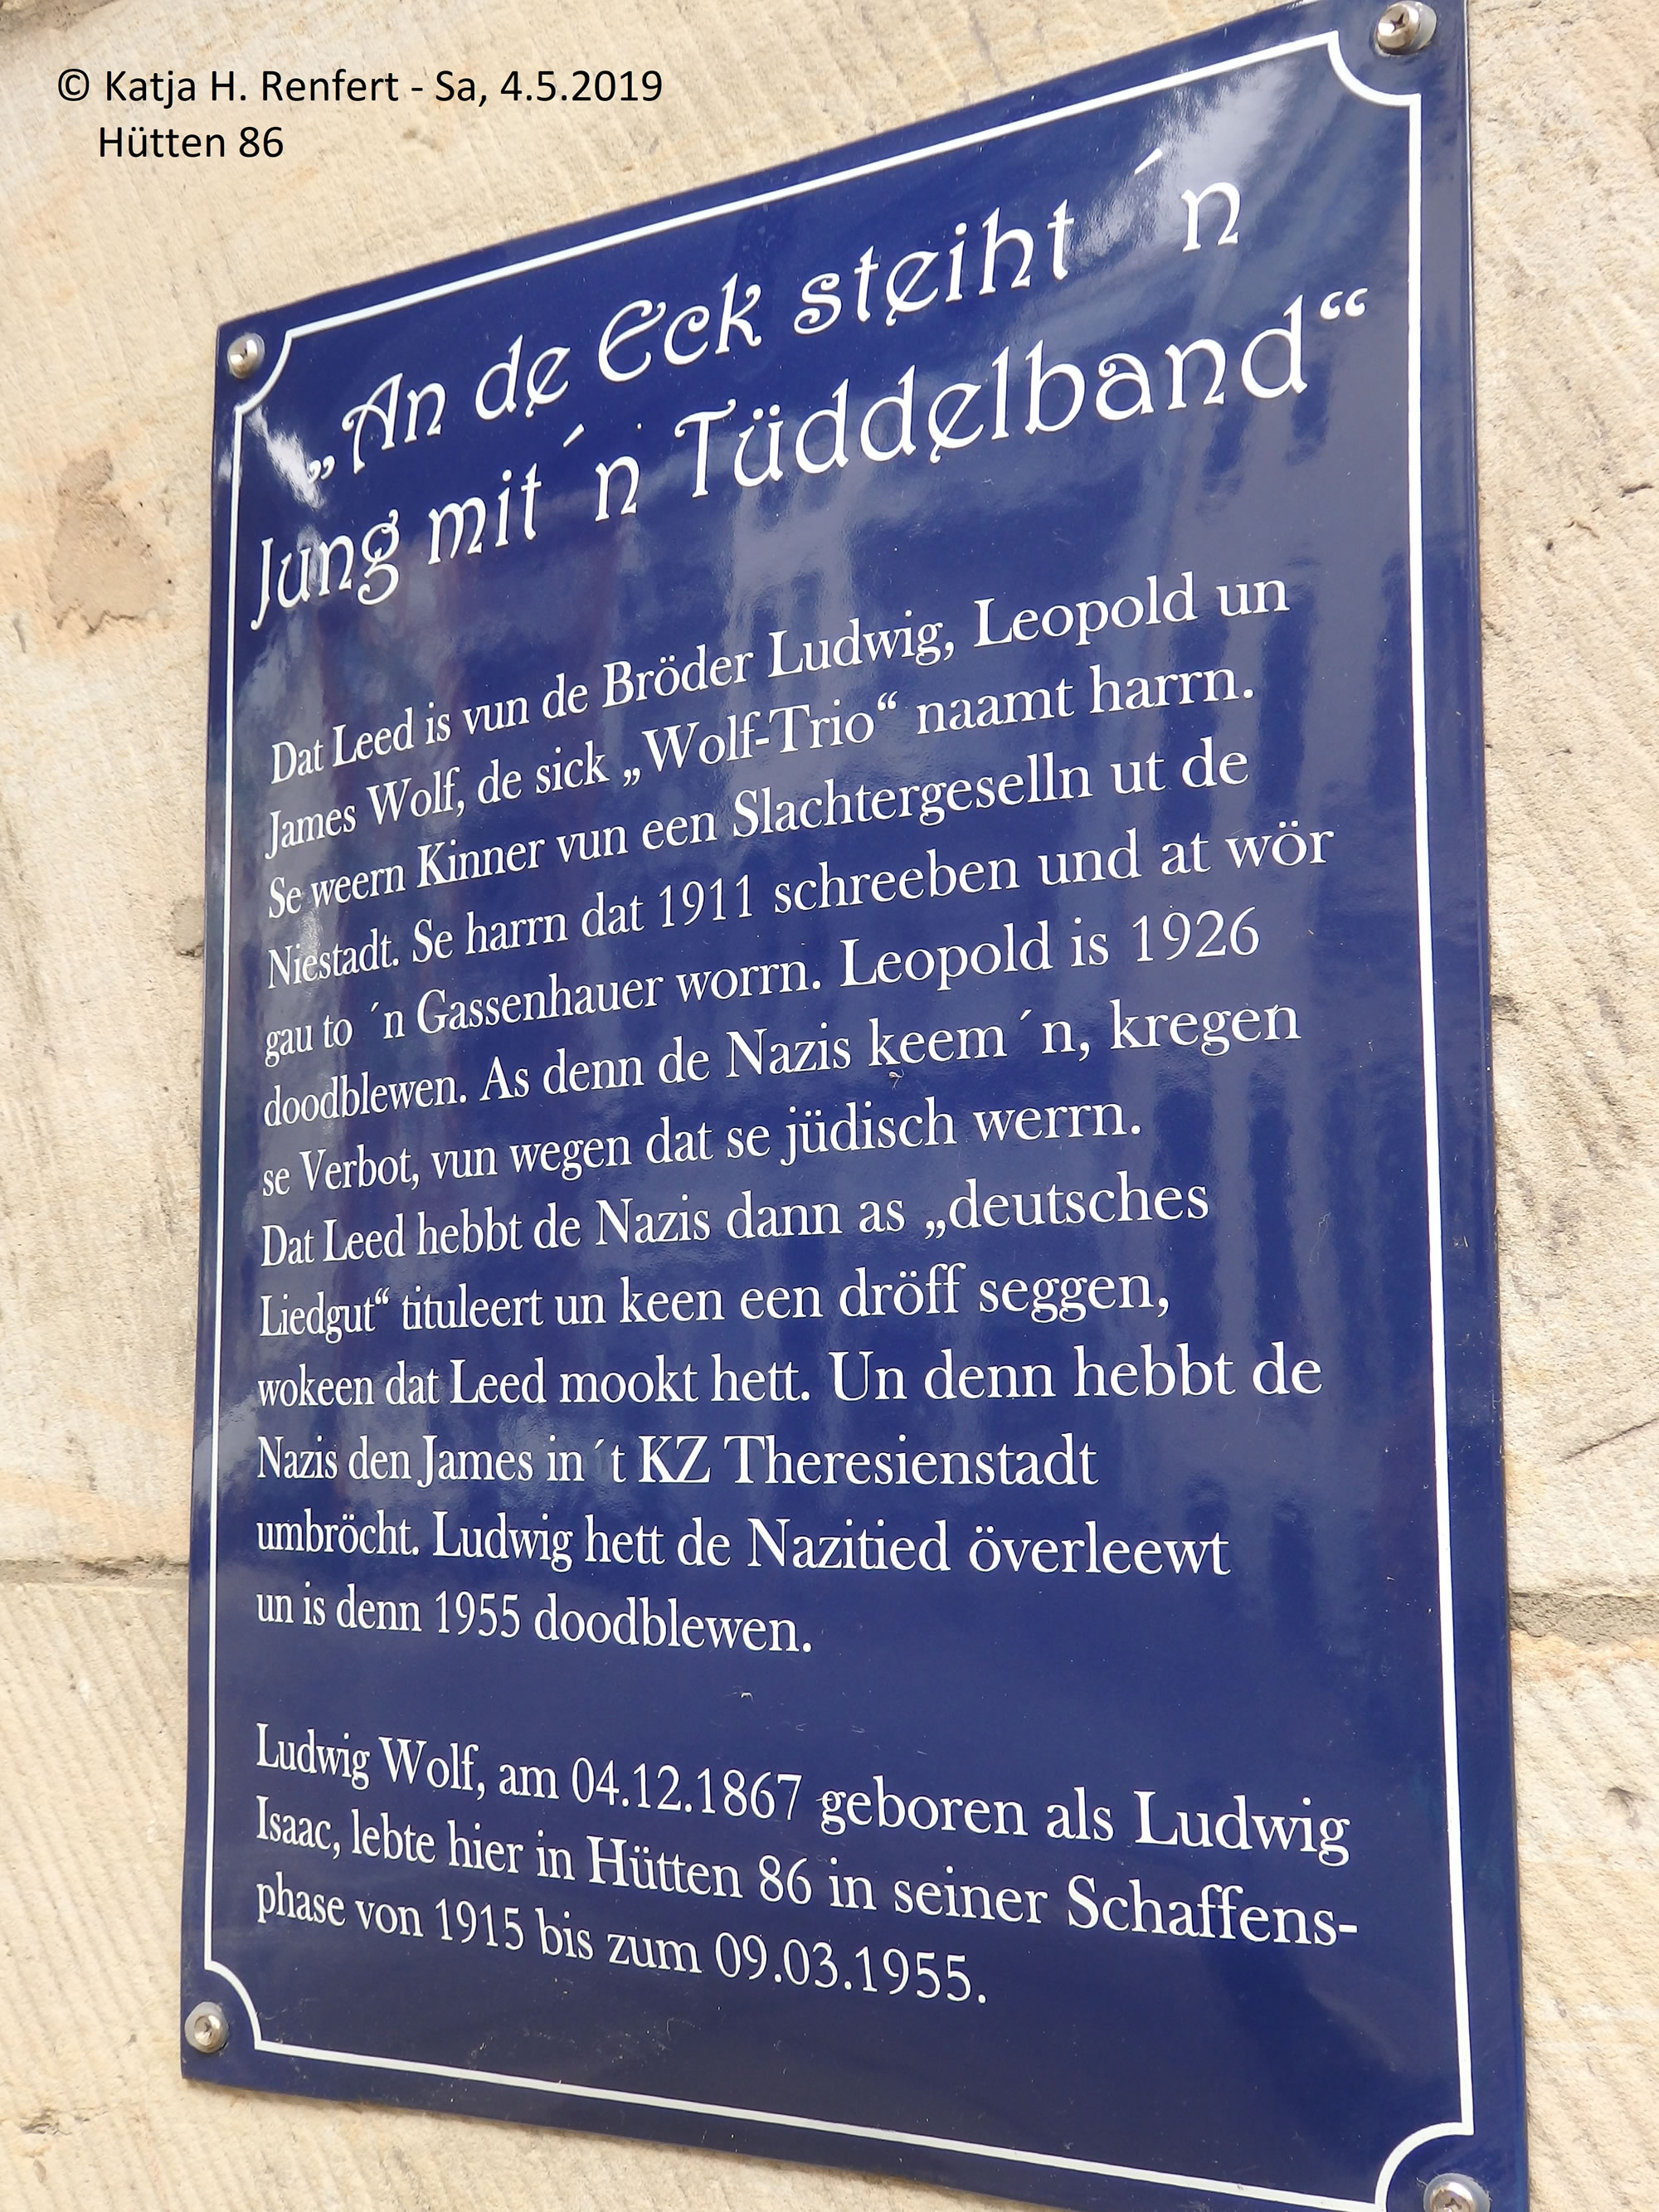 © Katja H. Renfert - Sa, 4.5.2019
Hütten 86
„An de Eck steiht ´n
Jung mit ´n Tüddelband“
Dat Leed is vun de Bröder Ludwig, Leopold un
James Wolf, de sick „Wolf-Trio“ naamt harrn.
Se weern Kinner vun een Slachtergeselln ut de
Niestadt. Se harrn dat 1911 schreeben und at wör
gau to ´n Gassenhauer worrn. Leopold is 1926
doodblewen. As denn de Nazis keem´n, kregen
se Verbot, vun wegen dat se jüdisch werrn.
Dat Leed hebbt de Nazis dann as „deutsches
Liedgut“ tituleert un keen een dröff seggen,
wokeen dat Leed mookt hett. Un denn hebbt de
Nazis den James in´t KZ Theresienstadt
umbröcht. Ludwig hett de Nazitied överleewt
un is denn 1955 doodblewen.
Ludwig Wolf, am 04.12.1867 geboren als Ludwig
Isaac, lebte hier in Hütten 86 in seiner Schaffens-
phase von 1915 bis zum 09.03.1955.